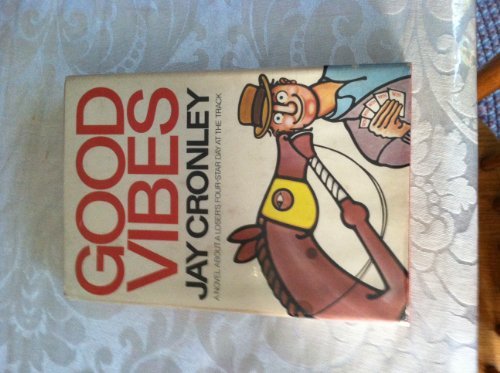 GOOD
VIBES
JAY CRONLEY
A NOVEL ABOUT A LOSER'S FOUR-STAR DAY AT THE TRACK